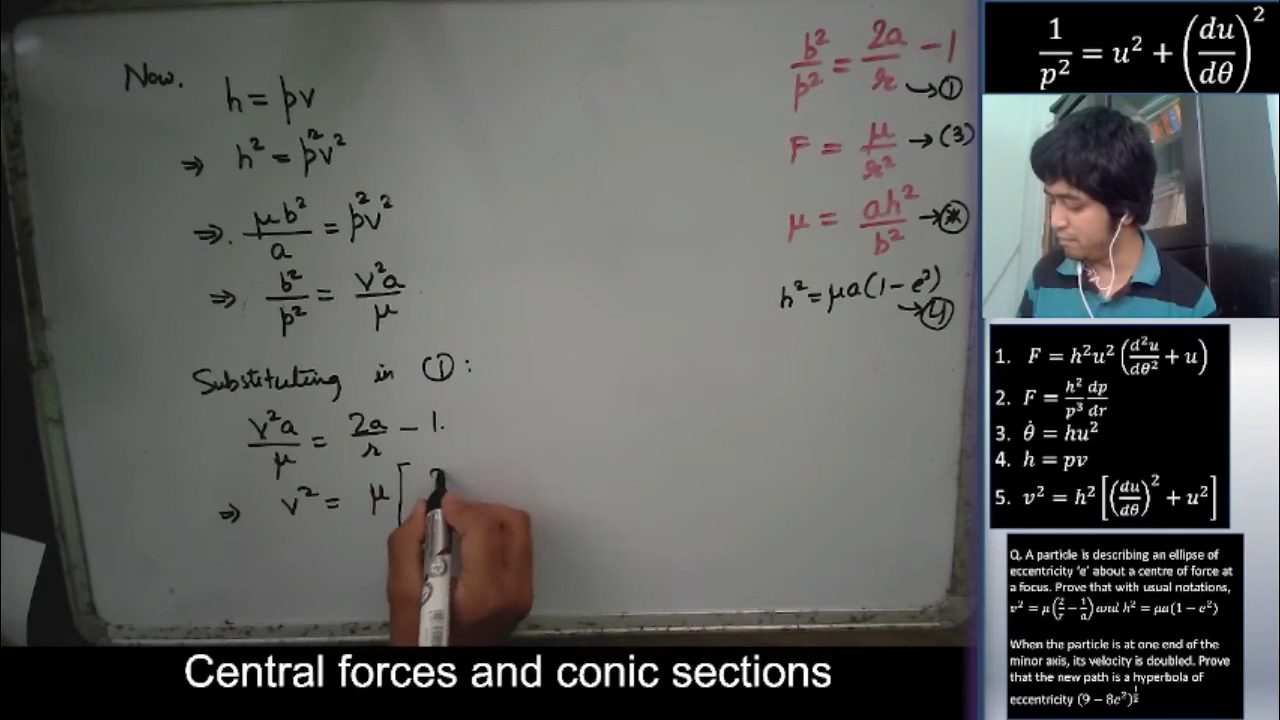 Now.
h = pv
⇒ h² = p²v²
⇒. μb²/a = p²v²
⇒ b²/p² = v²a/μ
Substituting in ①:
v²a/μ = 2a/r − 1.
⇒ v² = μ[2
b²/p² = 2a/r − 1 → ①
F = μ/r² → (3)
μ = ah²/b² → ⊛
h² = μa(1 − e²) → ④
1/p² = u² + (du/dθ)²
1. F = h²u² (d²u/dθ² + u)
2. F = h²/p³ dp/dr
3. θ̇ = hu²
4. h = pv
5. v² = h² [(du/dθ)² + u²]
Q. A particle is describing an ellipse of
eccentricity 'e' about a centre of force at
a focus. Prove that with usual notations,
v² = μ(2/r − 1/a) and h² = μa(1 − e²)
When the particle is at one end of the
minor axis, its velocity is doubled. Prove
that the new path is a hyperbola of
eccentricity (9 − 8e²)^½
Central forces and conic sections